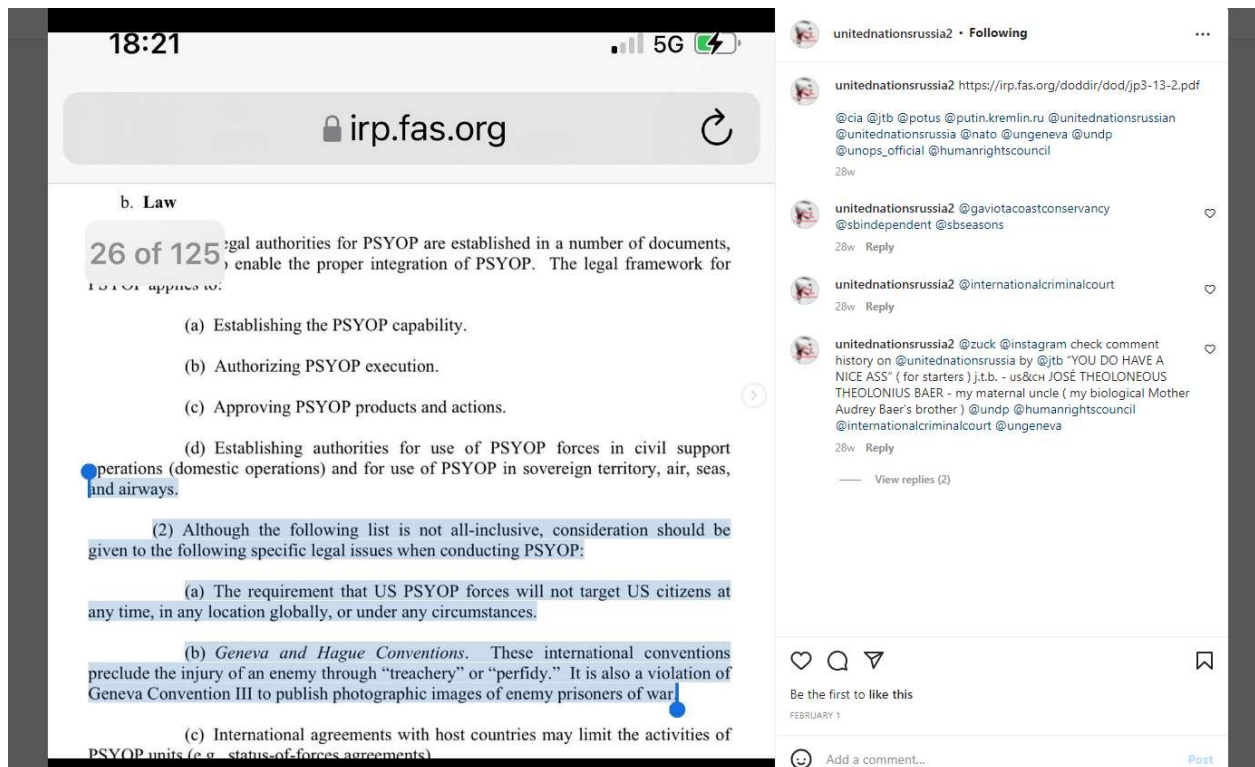 18:21
5G
irp.fas.org
b. Law
26 of 125
egal authorities for PSYOP are established in a number of documents,
enable the proper integration of PSYOP. The legal framework for
(a) Establishing the PSYOP capability.
(b) Authorizing PSYOP execution.
(c) Approving PSYOP products and actions.
(d) Establishing authorities for use of PSYOP forces in civil support
perations (domestic operations) and for use of PSYOP in sovereign territory, air, seas,
and airways.
(2) Although the following list is not all-inclusive, consideration should be
given to the following specific legal issues when conducting PSYOP:
(a) The requirement that US PSYOP forces will not target US citizens at
any time, in any location globally, or under any circumstances.
(b) Geneva and Hague Conventions. These international conventions
preclude the injury of an enemy through “treachery” or “perfidy.” It is also a violation of
Geneva Convention III to publish photographic images of enemy prisoners of war.
(c) International agreements with host countries may limit the activities of
PSYOP units (e.g., status-of-forces agreements)
unitednationsrussia2 • Following
unitednationsrussia2 https://irp.fas.org/doddir/dod/jp3-13-2.pdf
@cia @jtb @potus @putin.kremlin.ru @unitednationsrussian
@unitednationsrussia @nato @ungeneva @undp
@unops_official @humanrightscouncil
28w
unitednationsrussia2 @gaviotacoastconservancy
@sbindependent @sbseasons
28w Reply
unitednationsrussia2 @internationalcriminalcourt
28w Reply
unitednationsrussia2 @zuck @instagram check comment
history on @unitednationsrussia by @jtb “YOU DO HAVE A
NICE ASS” ( for starters ) j.t.b. - us&cн JOSÉ THEOLONEOUS
THEOLONIUS BAER - my maternal uncle ( my biological Mother
Audrey Baer's brother ) @undp @humanrightscouncil
@internationalcriminalcourt @ungeneva
28w Reply
View replies (2)
Be the first to like this
FEBRUARY 1
Add a comment...
Post